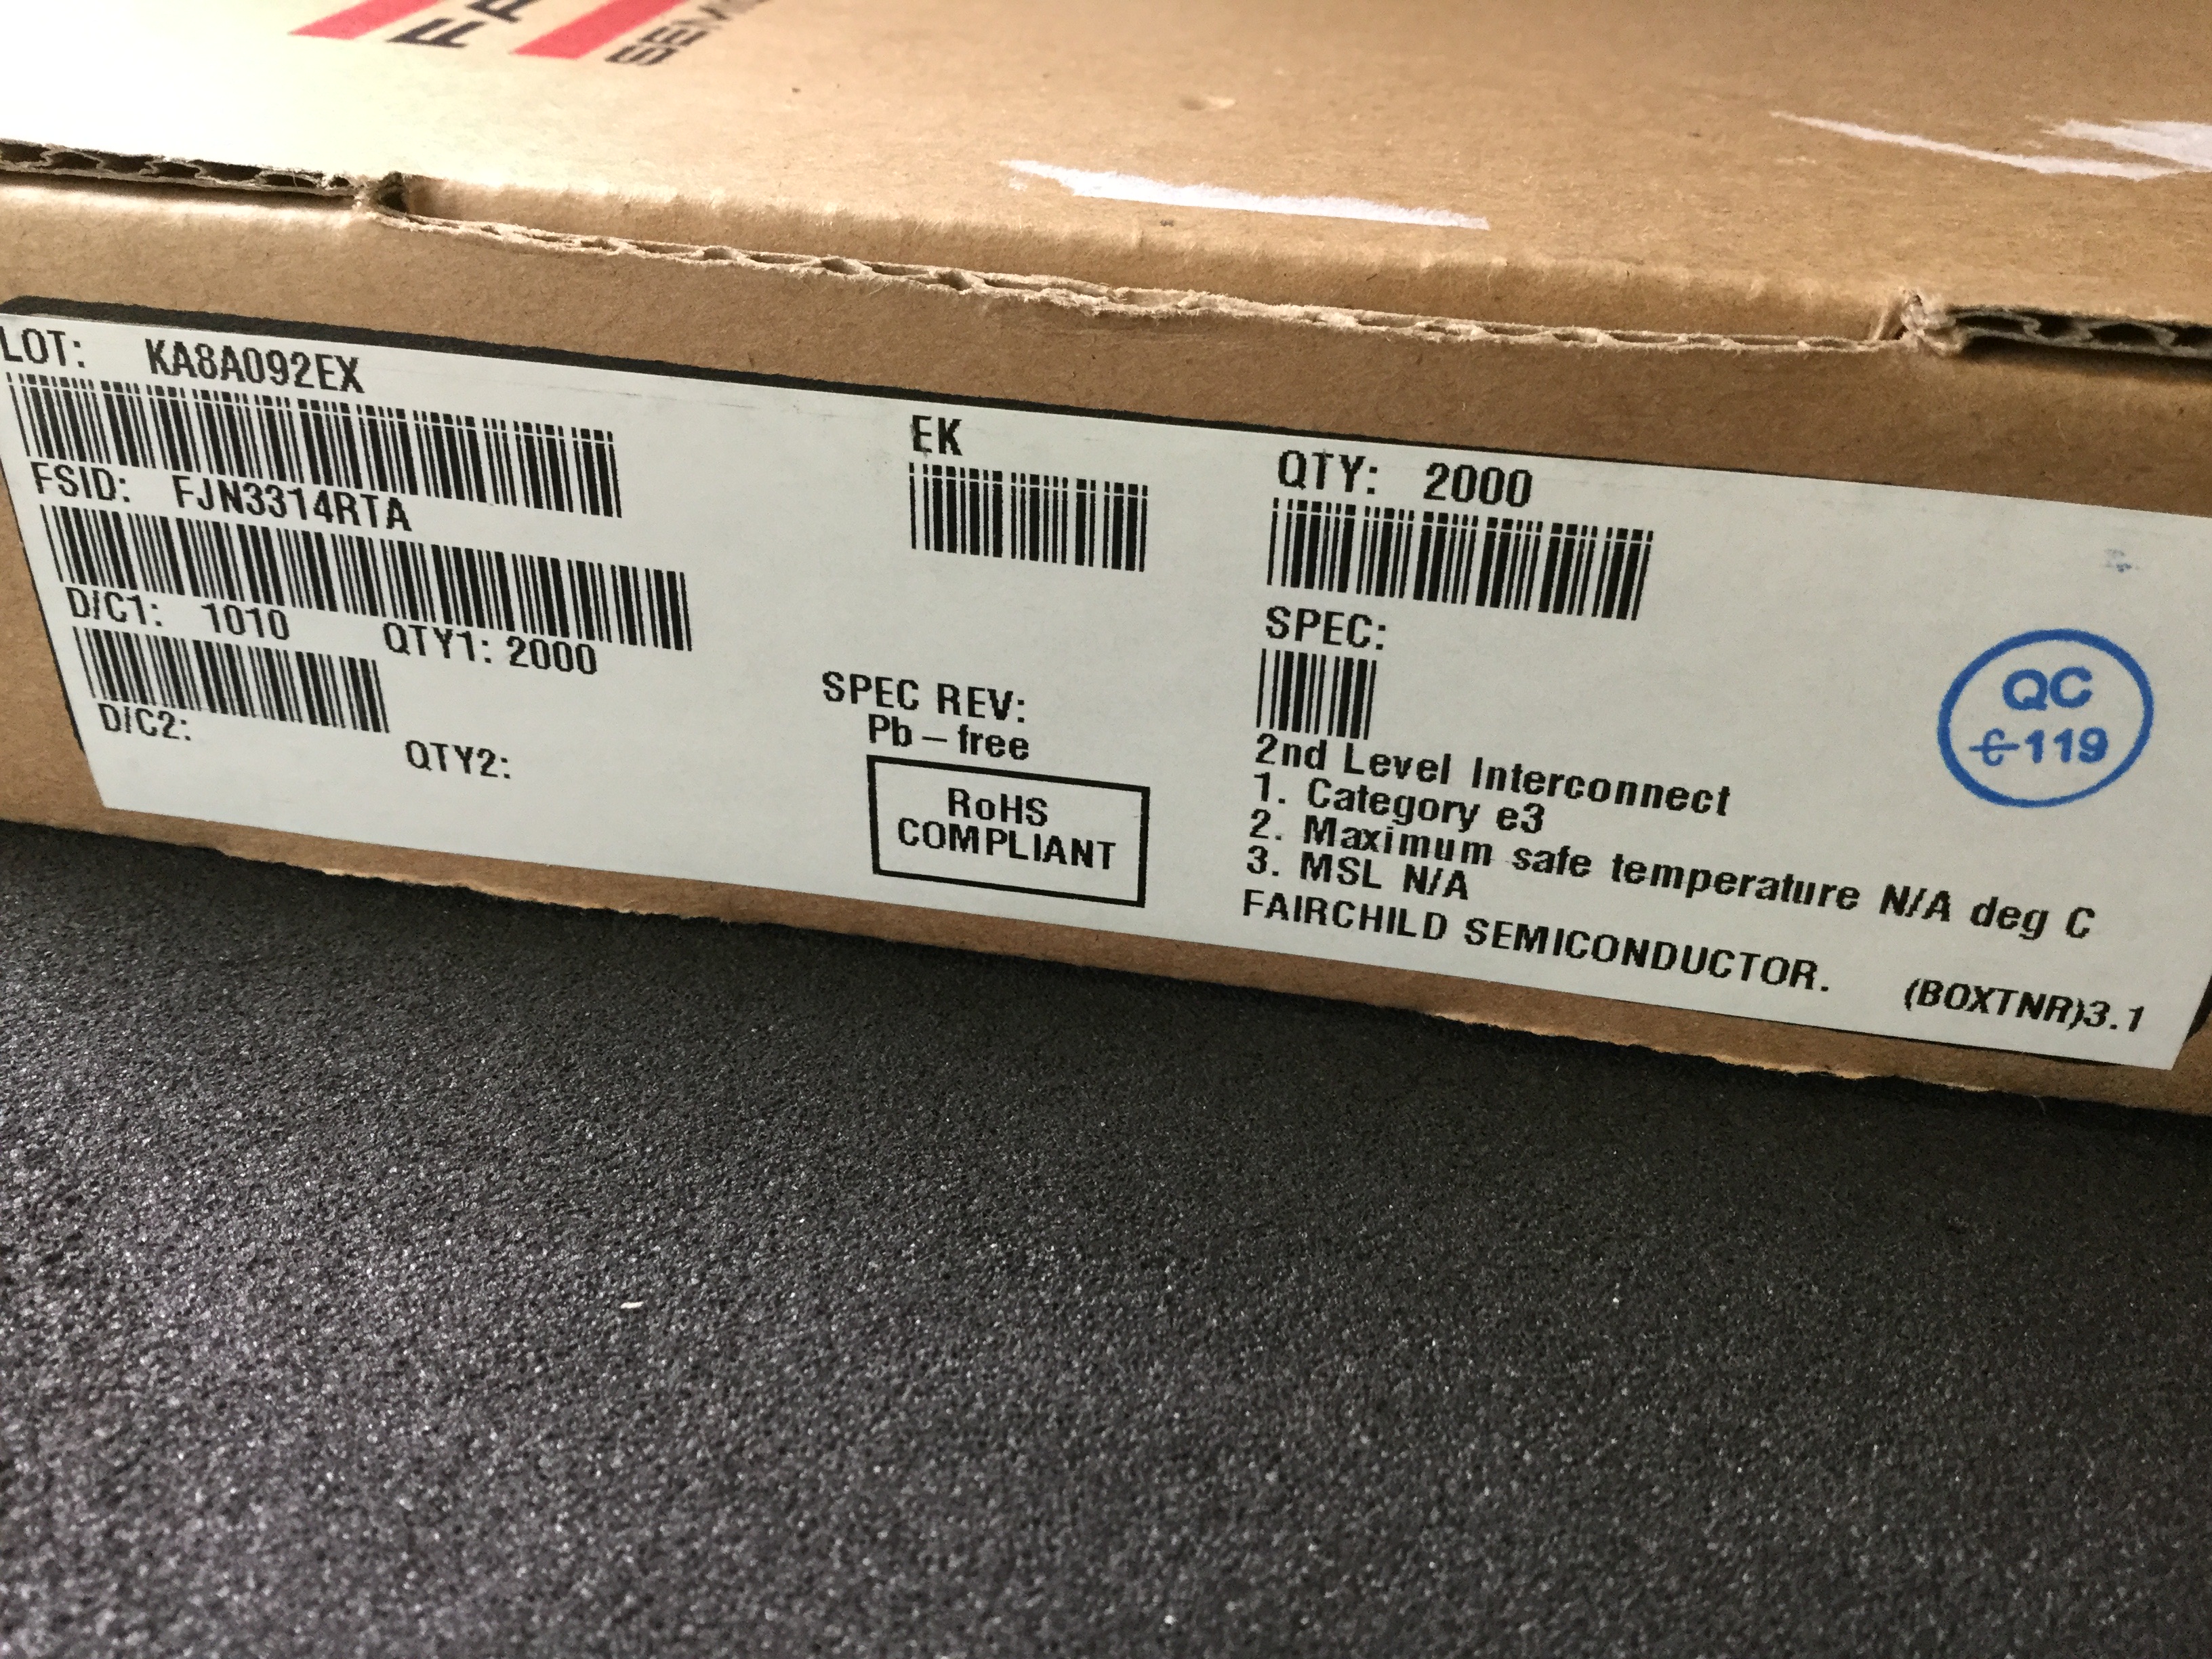 LOT: KA8A092EX
FSID: FJN3314RTA
D/C1: 1010 QTY1: 2000
D/C2: QTY2:
EK
SPEC REV:
Pb-free
RoHS
COMPLIANT
QTY: 2000
SPEC:
2nd Level Interconnect
1. Category e3
2. Maximum safe temperature N/A deg C
3. MSL N/A
FAIRCHILD SEMICONDUCTOR. (BOXTNR)3.1
QC
C-119